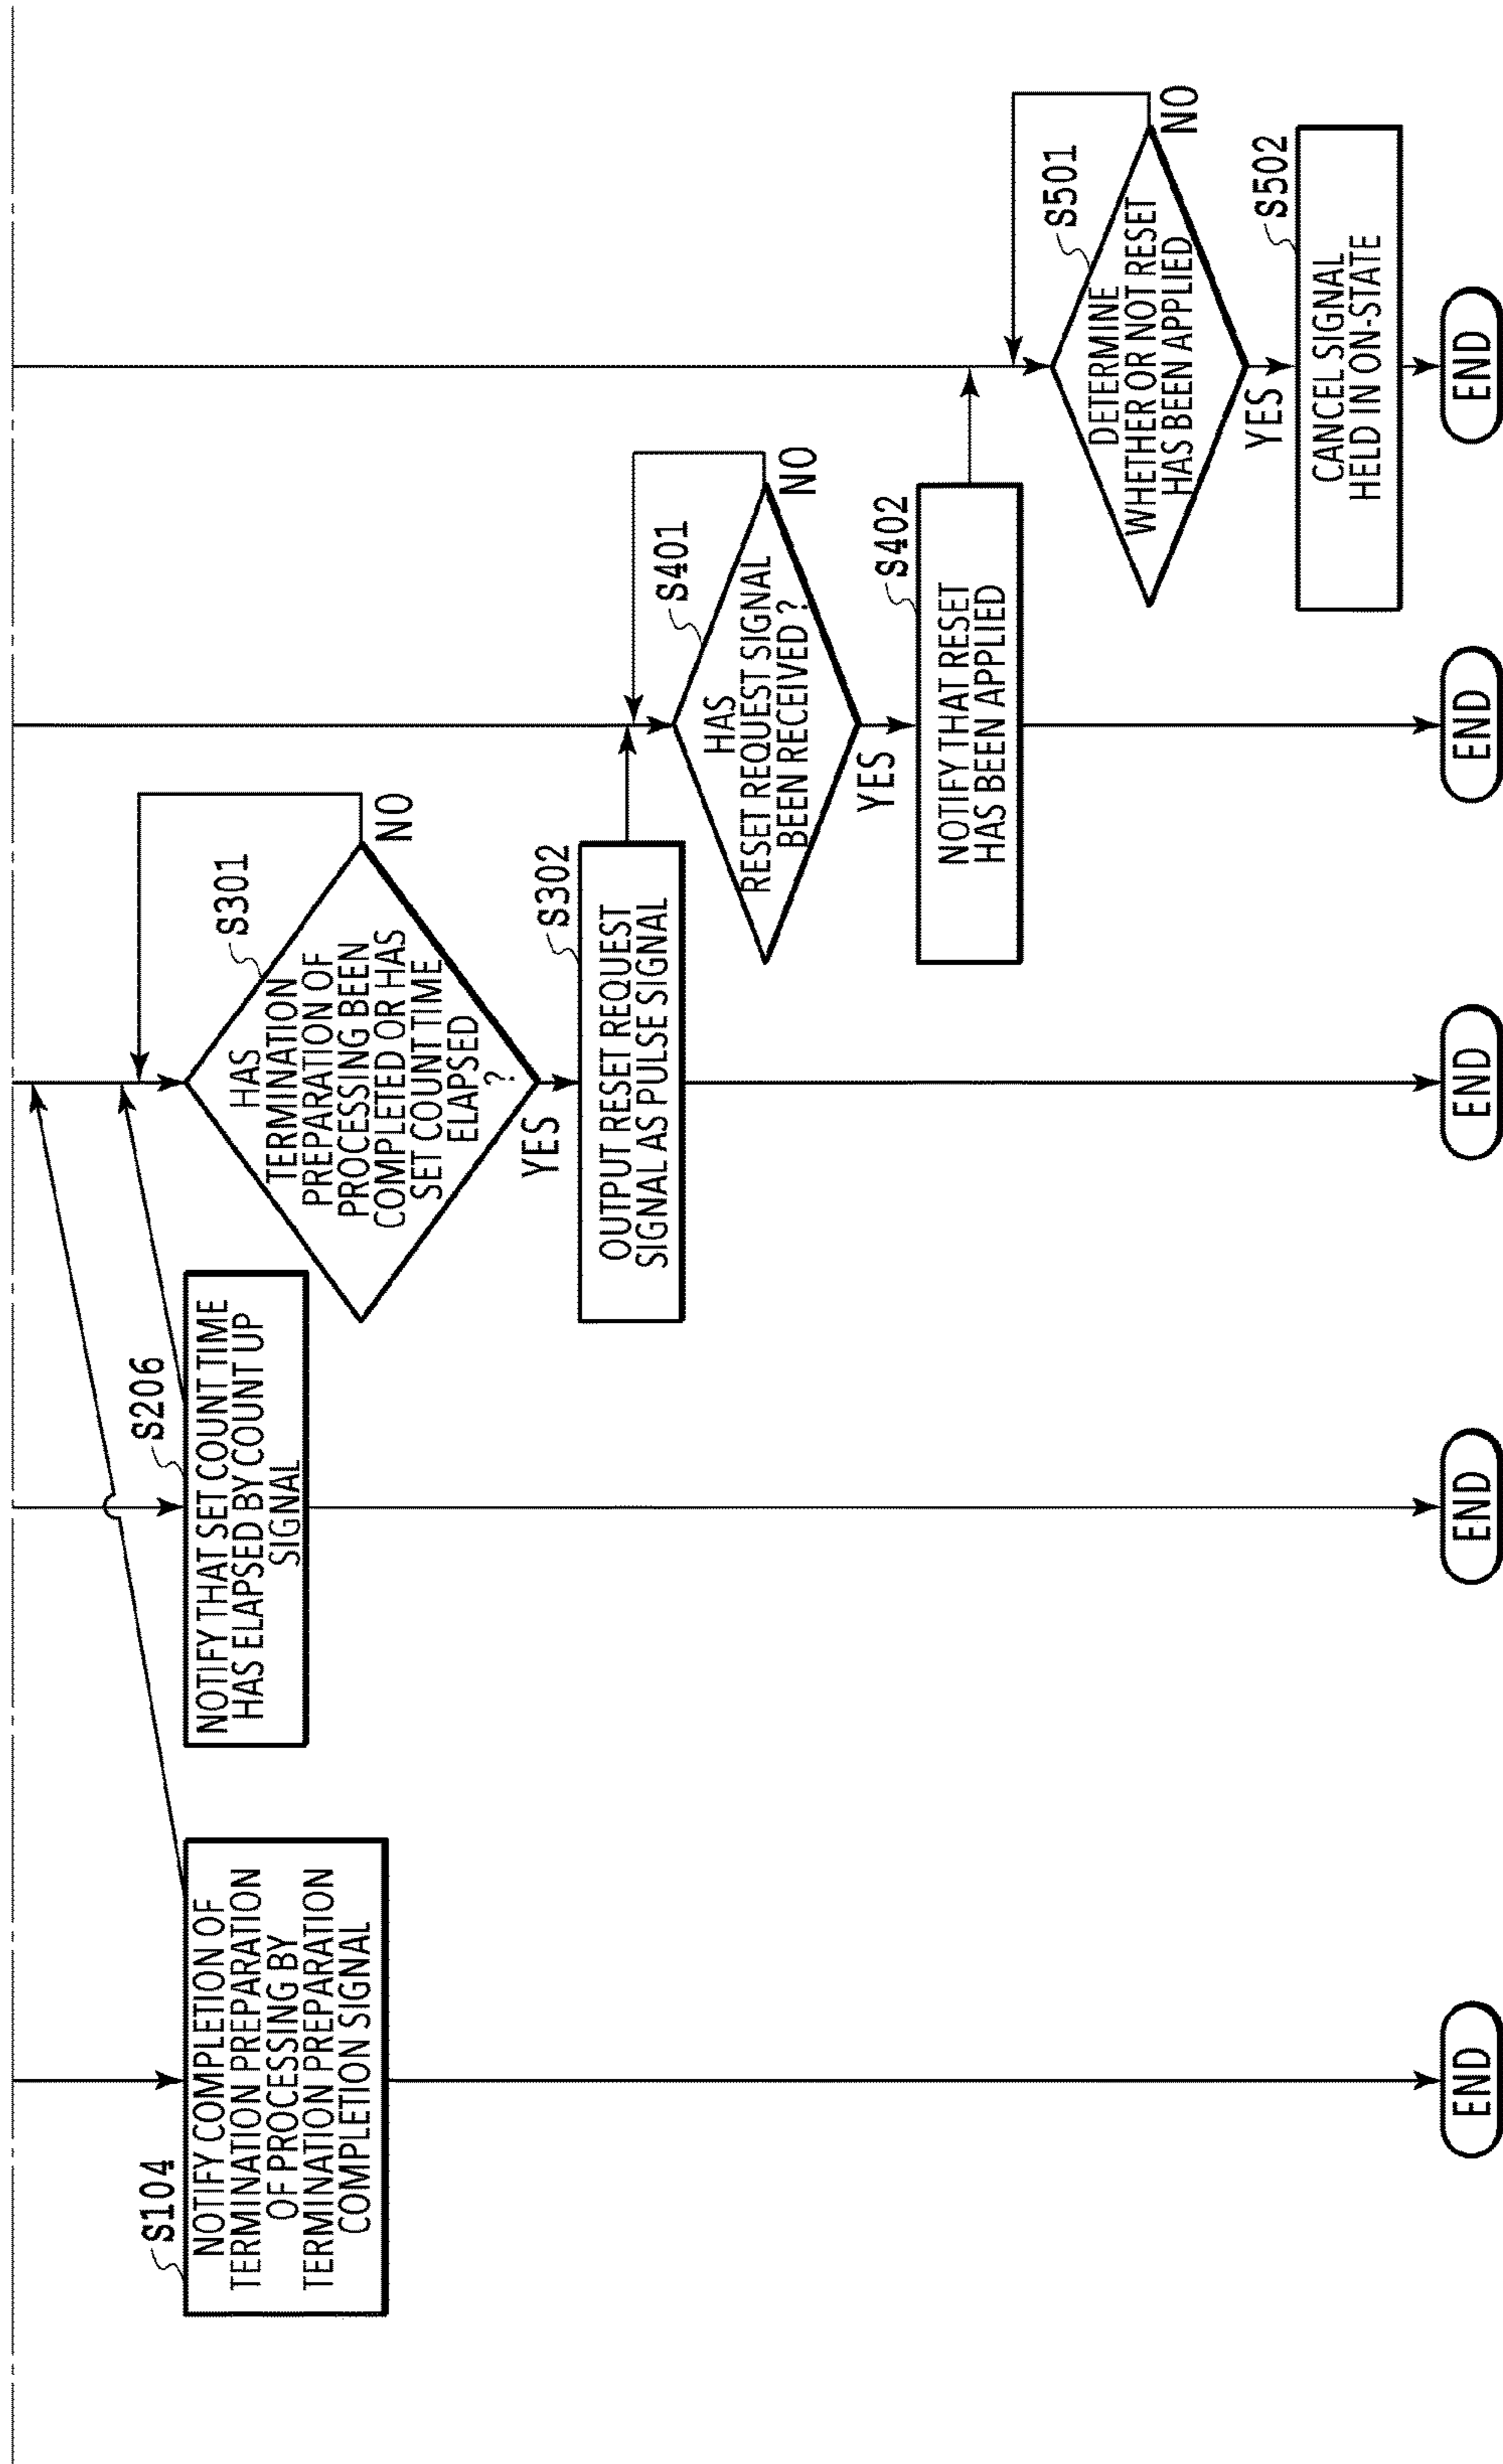 S104
NOTIFY COMPLETION OF
TERMINATION PREPARATION
OF PROCESSING BY
TERMINATION PREPARATION
COMPLETION SIGNAL
END
S206
NOTIFY THAT SET COUNT TIME
HAS ELAPSED BY COUNT UP
SIGNAL
END
S301
HAS
TERMINATION
PREPARATION OF
PROCESSING BEEN
COMPLETED OR HAS
SET COUNT TIME
ELAPSED
?
NO
YES
S302
OUTPUT RESET REQUEST
SIGNAL AS PULSE SIGNAL
END
S401
HAS
RESET REQUEST SIGNAL
BEEN RECEIVED ?
NO
YES
S402
NOTIFY THAT RESET
HAS BEEN APPLIED
END
S501
DETERMINE
WHETHER OR NOT RESET
HAS BEEN APPLIED
NO
YES
S502
CANCEL SIGNAL
HELD IN ON-STATE
END